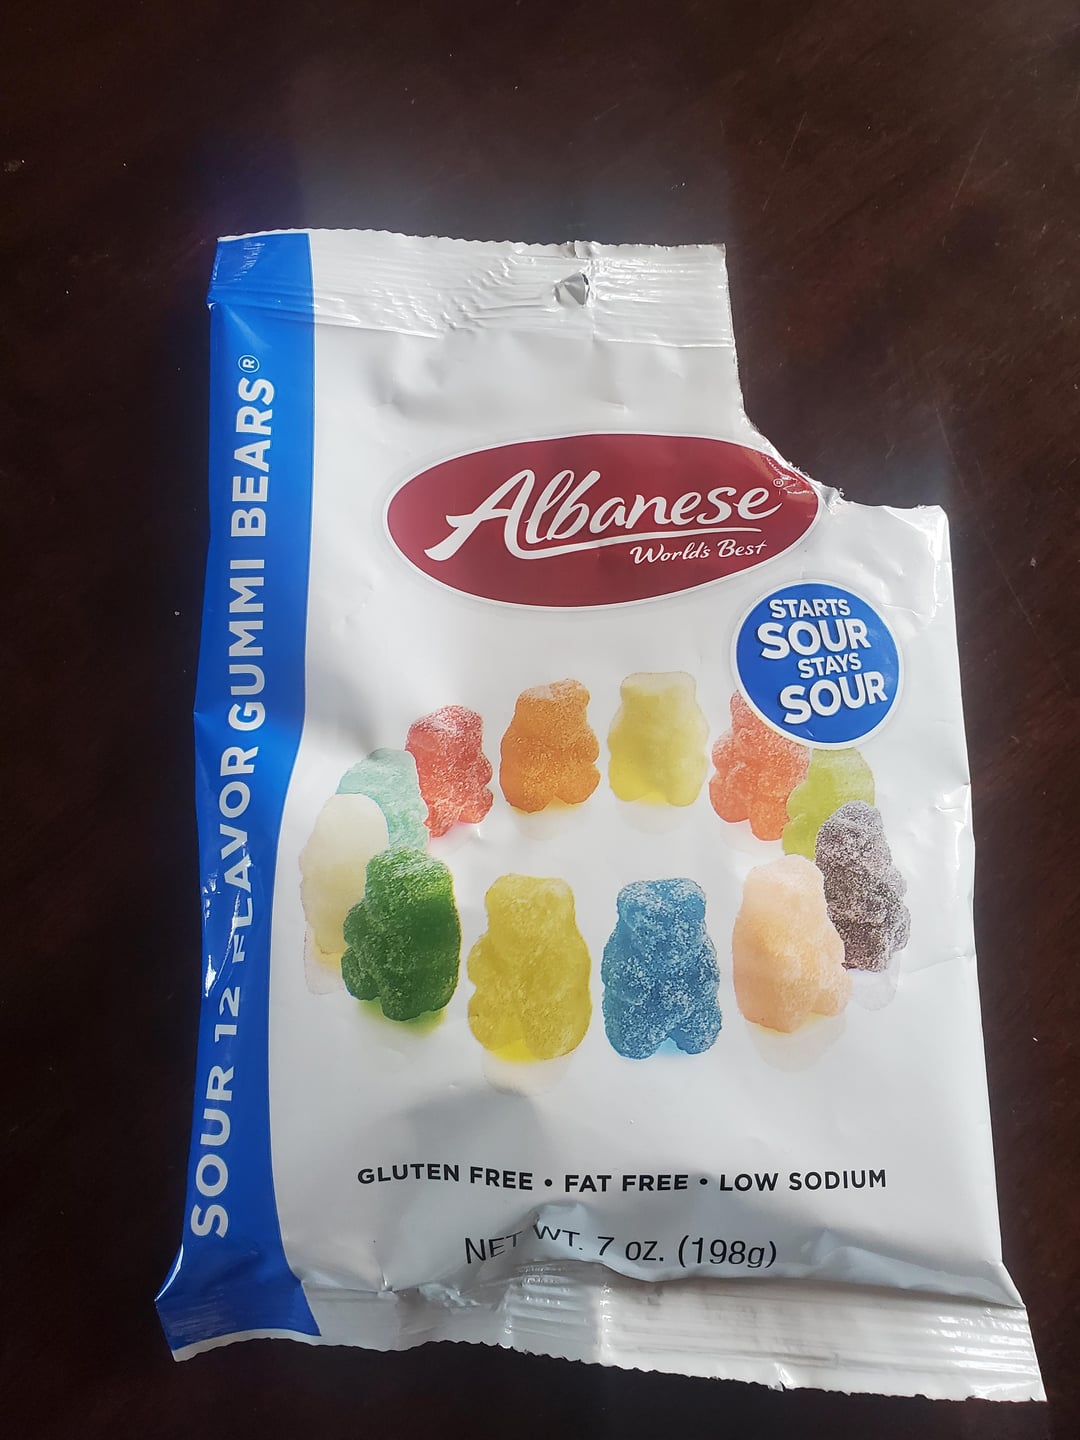 SOUR 12 FLAVOR GUMMI BEARS®
Albanese®
World's Best
STARTS
SOUR
STAYS
SOUR
GLUTEN FREE • FAT FREE • LOW SODIUM
NET WT. 7 oz. (198g)